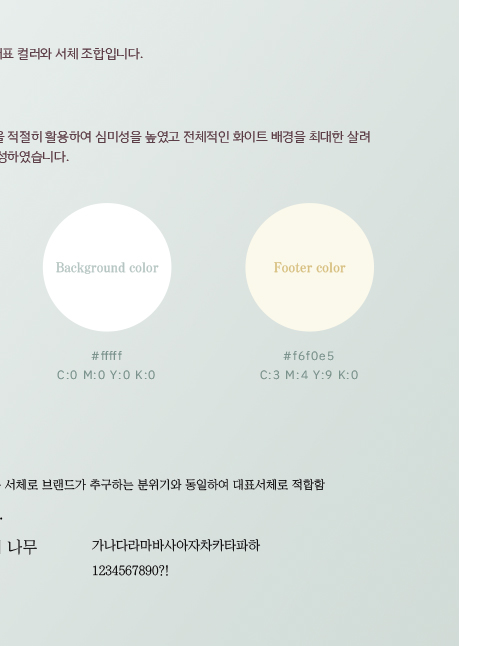 대표 컬러와 서체 조합입니다.
적절히 활용하여 심미성을 높였고 전체적인 화이트 배경을 최대한 살려
성하였습니다.
Background color
Footer color
#fffff
#f6f0e5
C:0 M:0 Y:0 K:0
C:3 M:4 Y:9 K:0
서체로 브랜드가 추구하는 분위기와 동일하여 대표서체로 적합함
나무
가나다라마바사아자차카타파하
1234567890?!